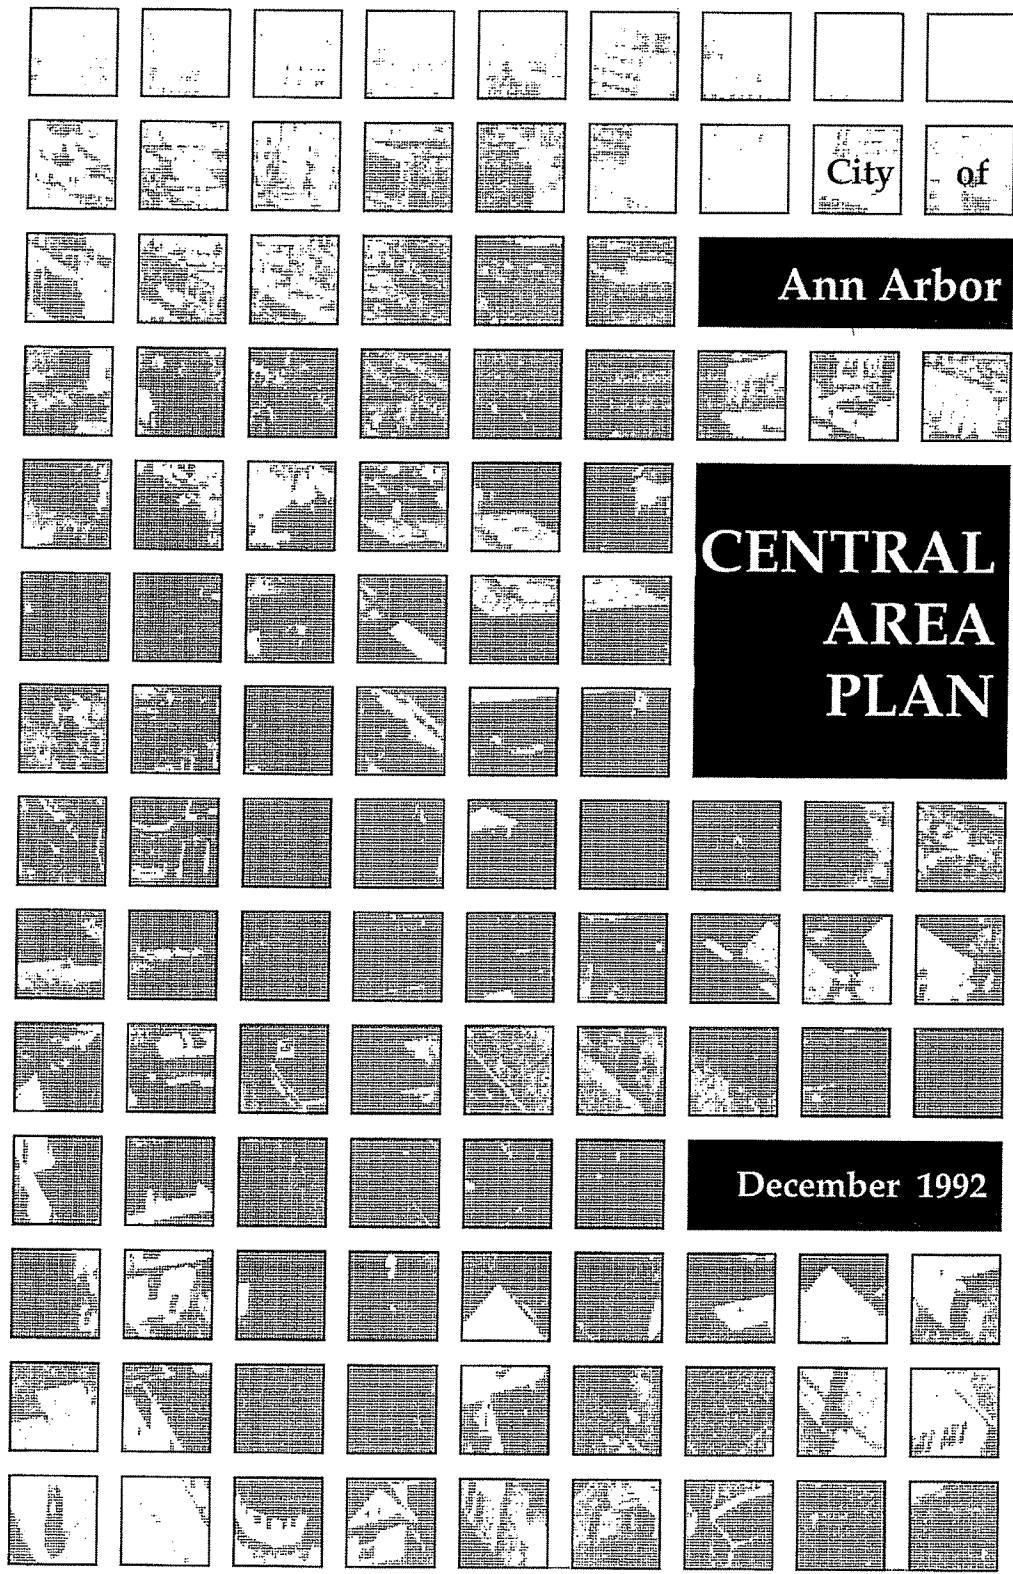 City of
Ann Arbor
CENTRAL
AREA
PLAN
December 1992